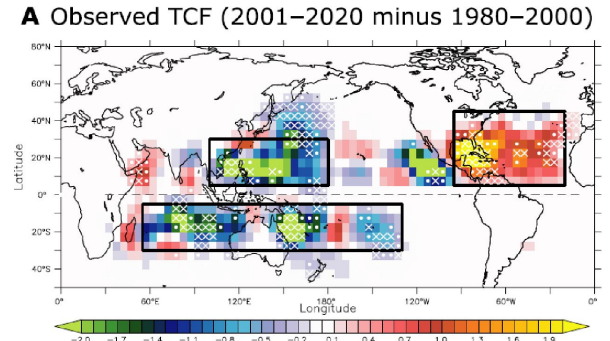 A Observed TCF (2001–2020 minus 1980–2000)
80°N
60°N
40°N
20°N
0°
20°S
40°S
Latitude
0° 60°E 120°E 180° 120°W 60°W 0°
Longitude
−2.0 −1.7 −1.4 −1.1 −0.8 −0.5 −0.2 0.1 0.4 0.7 1.0 1.3 1.6 1.9